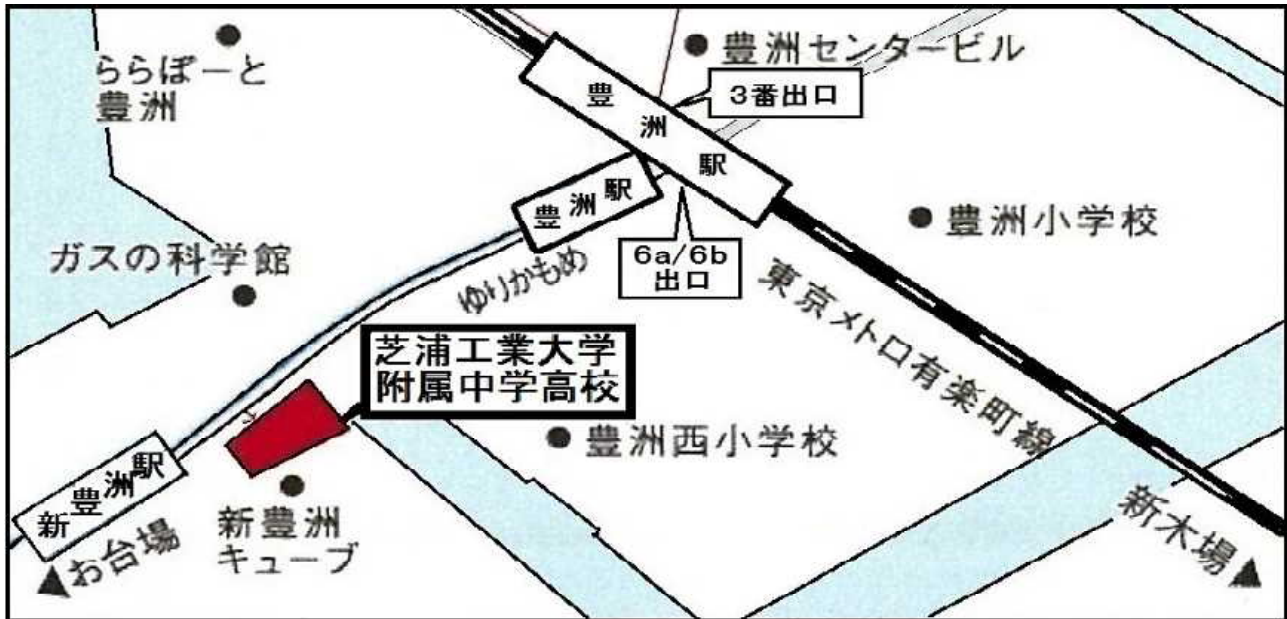 ららぽーと
豊洲
豊洲センタービル
3番出口
豊洲駅
豊洲駅
6a/6b
出口
豊洲小学校
ガスの科学館
ゆりかもめ
東京メトロ有楽町線
芝浦工業大学
附属中学高校
豊洲西小学校
新豊洲駅
▲お台場
新豊洲
キューブ
新木場▲